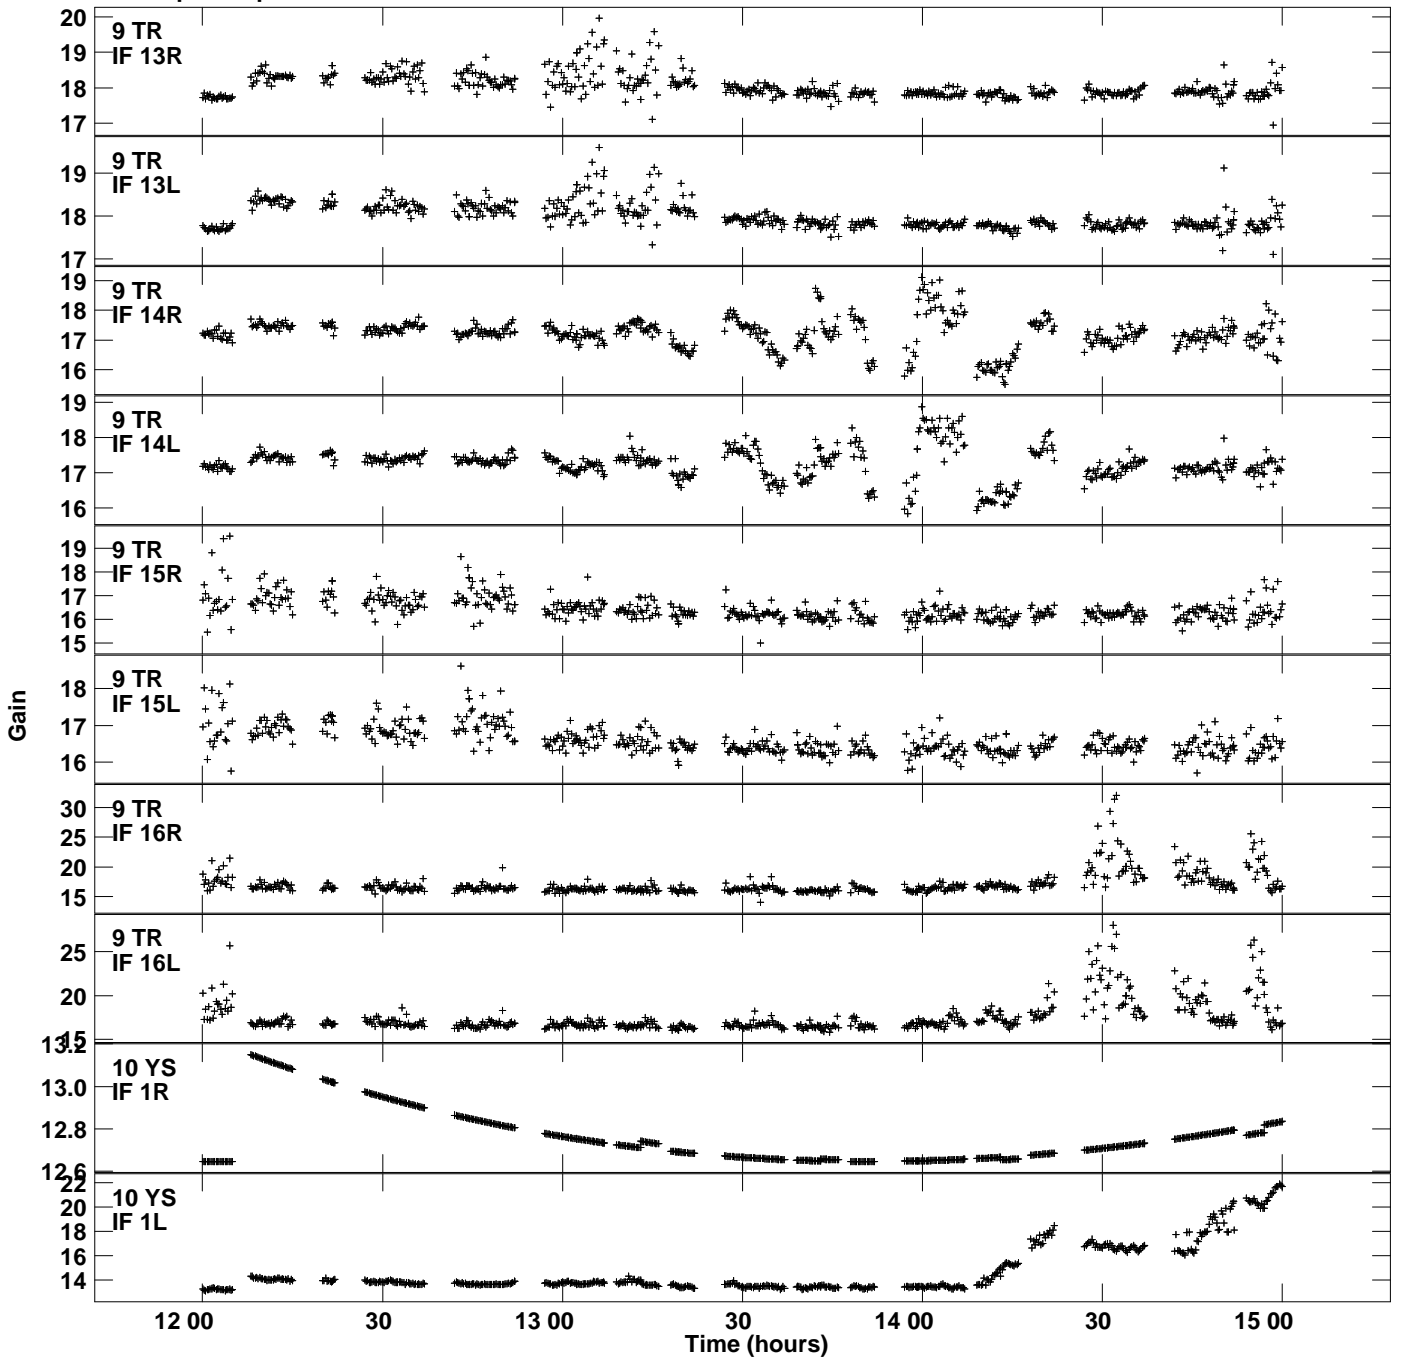 20
19
18
17
9 TR
IF 13R
19
18
17
9 TR
IF 13L
19
18
17
16
9 TR
IF 14R
19
18
17
16
9 TR
IF 14L
19
18
17
16
15
9 TR
IF 15R
18
17
16
9 TR
IF 15L
30
25
20
15
9 TR
IF 16R
25
20
15
9 TR
IF 16L
13.2
13.0
12.8
12.6
10 YS
IF 1R
22
20
18
16
14
10 YS
IF 1L
Gain
12 00 30 13 00 30 14 00 30 15 00
Time (hours)